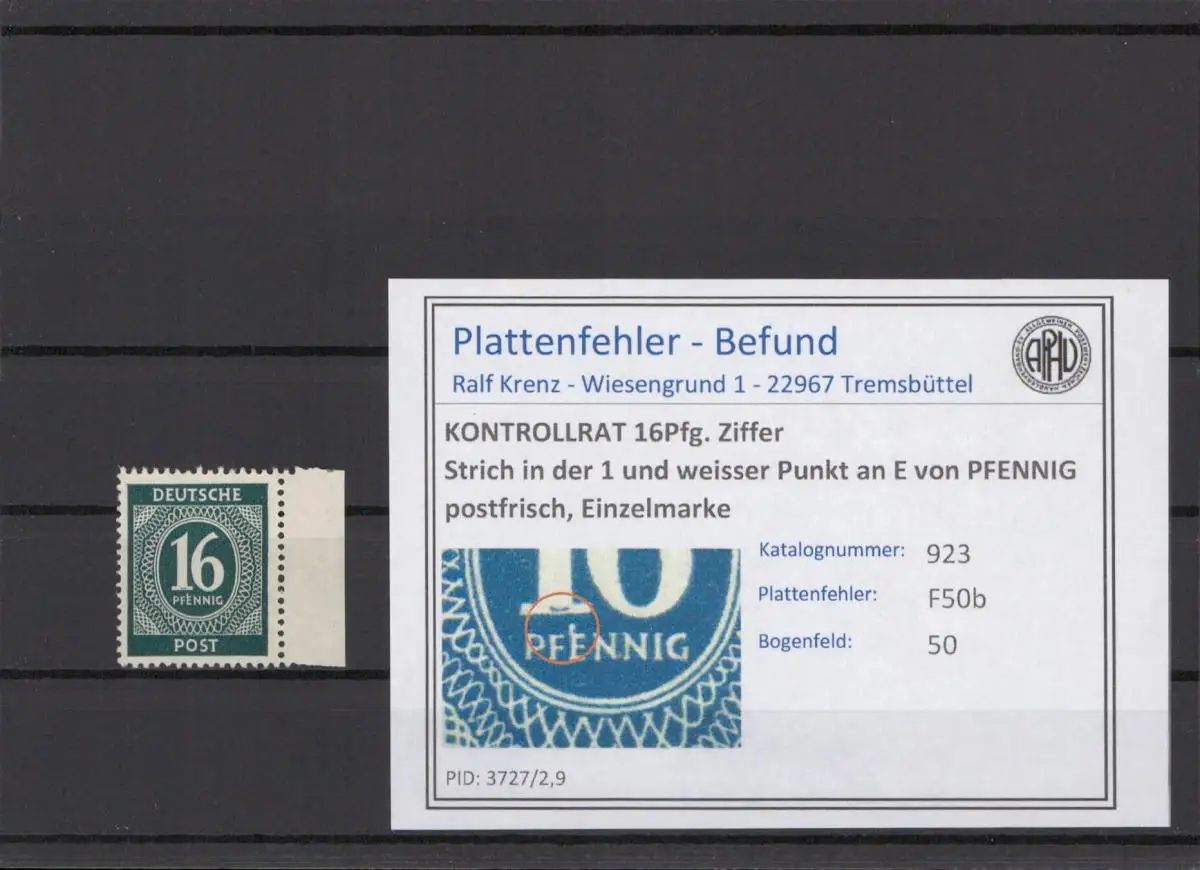 DEUTSCHE
16
PFENNIG
POST
Plattenfehler - Befund
Ralf Krenz - Wiesengrund 1 - 22967 Tremsbüttel
APHV
KONTROLLRAT 16Pfg. Ziffer
Strich in der 1 und weisser Punkt an E von PFENNIG
postfrisch, Einzelmarke
16
PFENNIG
Katalognummer: 923
Plattenfehler: F50b
Bogenfeld: 50
PID: 3727/2,9